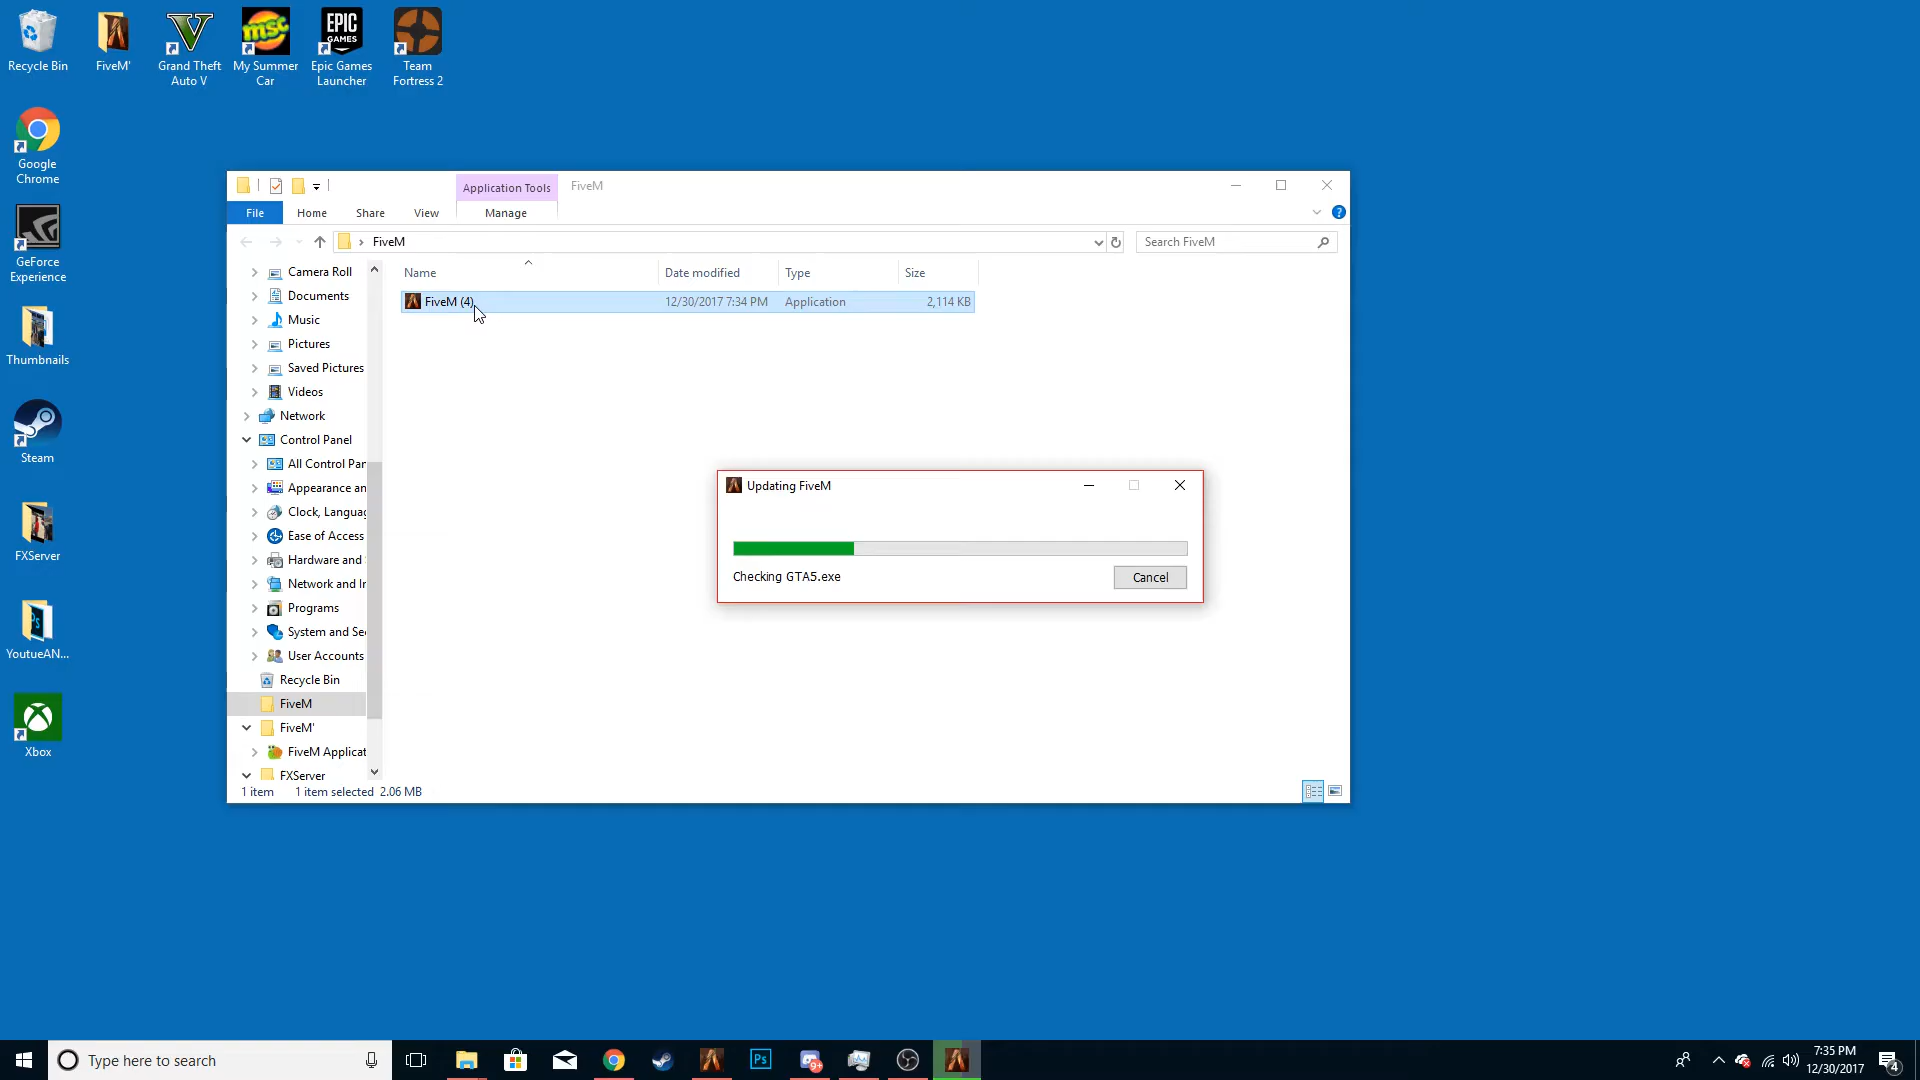 Recycle Bin
FiveM'
Grand Theft
Auto V
My Summer
Car
Epic Games
Launcher
Team
Fortress 2
msc
EPIC
GAMES
Google
Chrome
GeForce
Experience
Thumbnails
Steam
FXServer
YoutueAN...
Xbox
Application Tools
FiveM
File
Home
Share
View
Manage
?
FiveM
Search FiveM
Camera Roll
Documents
Music
Pictures
Saved Pictures
Videos
Network
Control Panel
All Control Par
Appearance an
Clock, Languag
Ease of Access
Hardware and
Network and Ir
Programs
System and Se
User Accounts
Recycle Bin
FiveM
FiveM'
FiveM Applicat
FXServer
Name
Date modified
Type
Size
FiveM (4)
12/30/2017 7:34 PM
Application
2,114 KB
Updating FiveM
Checking GTA5.exe
Cancel
1 item
1 item selected 2.06 MB
Type here to search
Ps
9+
7:35 PM
12/30/2017
4